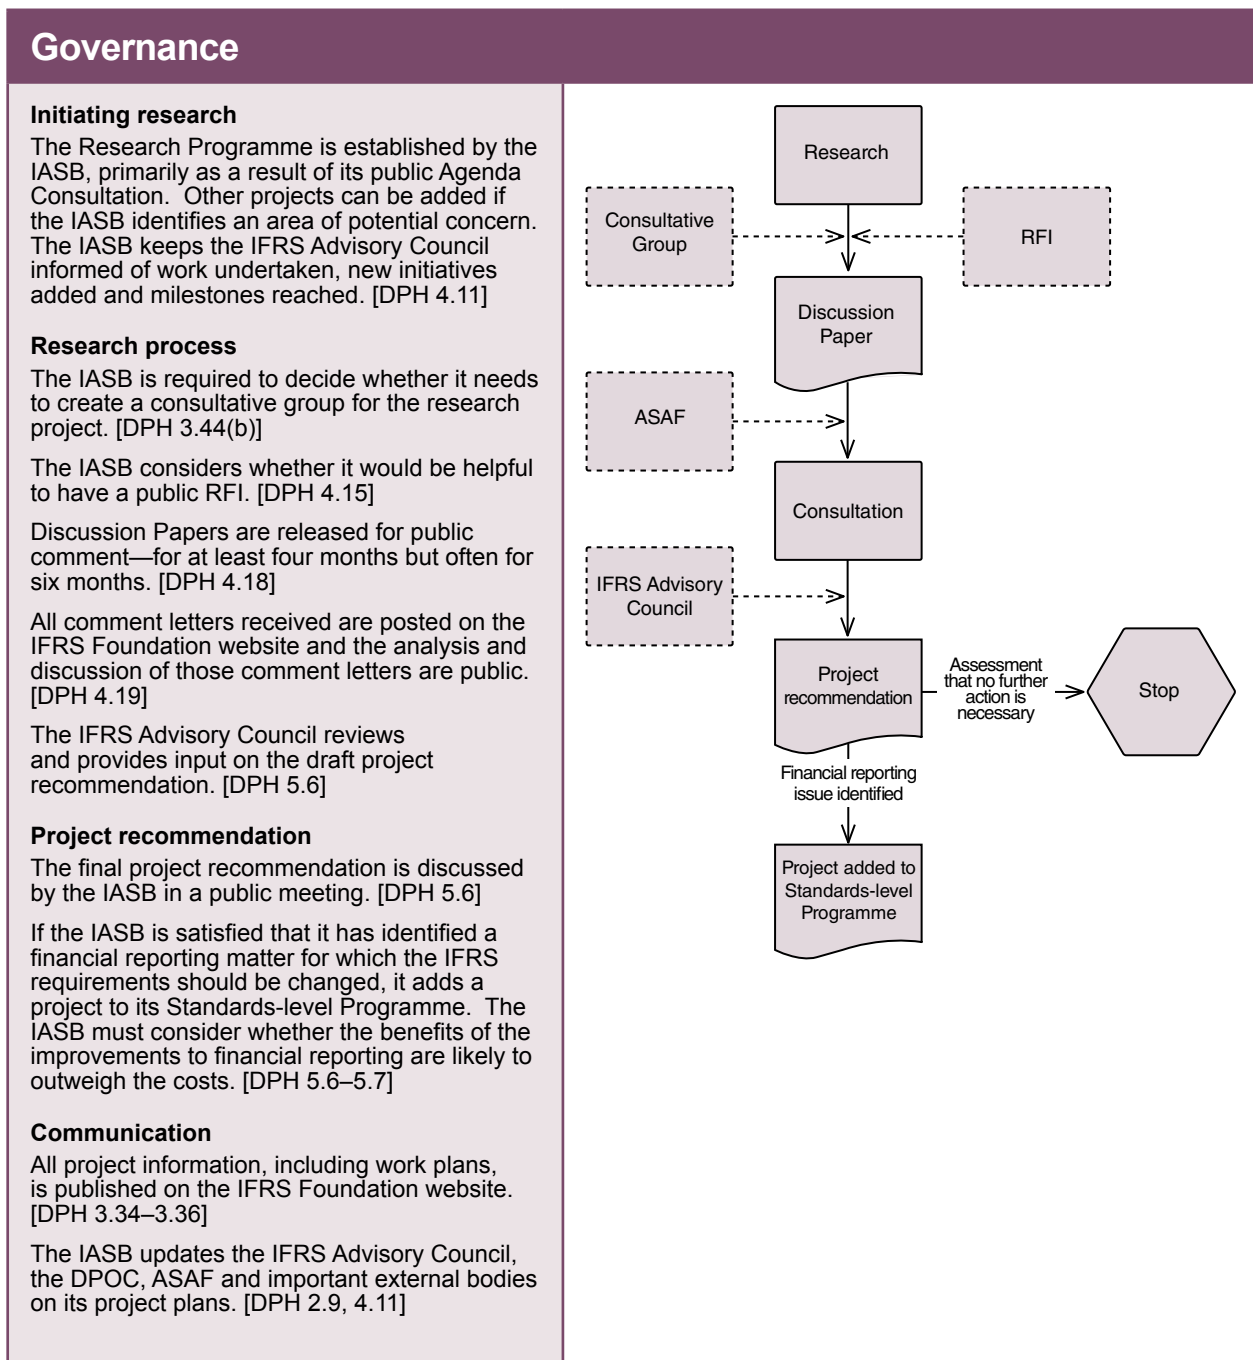 Governance
Initiating research
The Research Programme is established by the
IASB, primarily as a result of its public Agenda
Consultation.  Other projects can be added if
the IASB identifies an area of potential concern.
The IASB keeps the IFRS Advisory Council
informed of work undertaken, new initiatives
added and milestones reached. [DPH 4.11]
Research process
The IASB is required to decide whether it needs
to create a consultative group for the research
project. [DPH 3.44(b)]
The IASB considers whether it would be helpful
to have a public RFI. [DPH 4.15]
Discussion Papers are released for public
comment—for at least four months but often for
six months. [DPH 4.18]
All comment letters received are posted on the
IFRS Foundation website and the analysis and
discussion of those comment letters are public.
[DPH 4.19]
The IFRS Advisory Council reviews
and provides input on the draft project
recommendation. [DPH 5.6]
Project recommendation
The final project recommendation is discussed
by the IASB in a public meeting. [DPH 5.6]
If the IASB is satisfied that it has identified a
financial reporting matter for which the IFRS
requirements should be changed, it adds a
project to its Standards-level Programme.  The
IASB must consider whether the benefits of the
improvements to financial reporting are likely to
outweigh the costs. [DPH 5.6–5.7]
Communication
All project information, including work plans,
is published on the IFRS Foundation website.
[DPH 3.34–3.36]
The IASB updates the IFRS Advisory Council,
the DPOC, ASAF and important external bodies
on its project plans. [DPH 2.9, 4.11]
Research
Consultative
Group
RFI
Discussion
Paper
ASAF
Consultation
IFRS Advisory
Council
Project
recommendation
Assessment
that no further
action is
necessary
Stop
Financial reporting
issue identified
Project added to
Standards-level
Programme